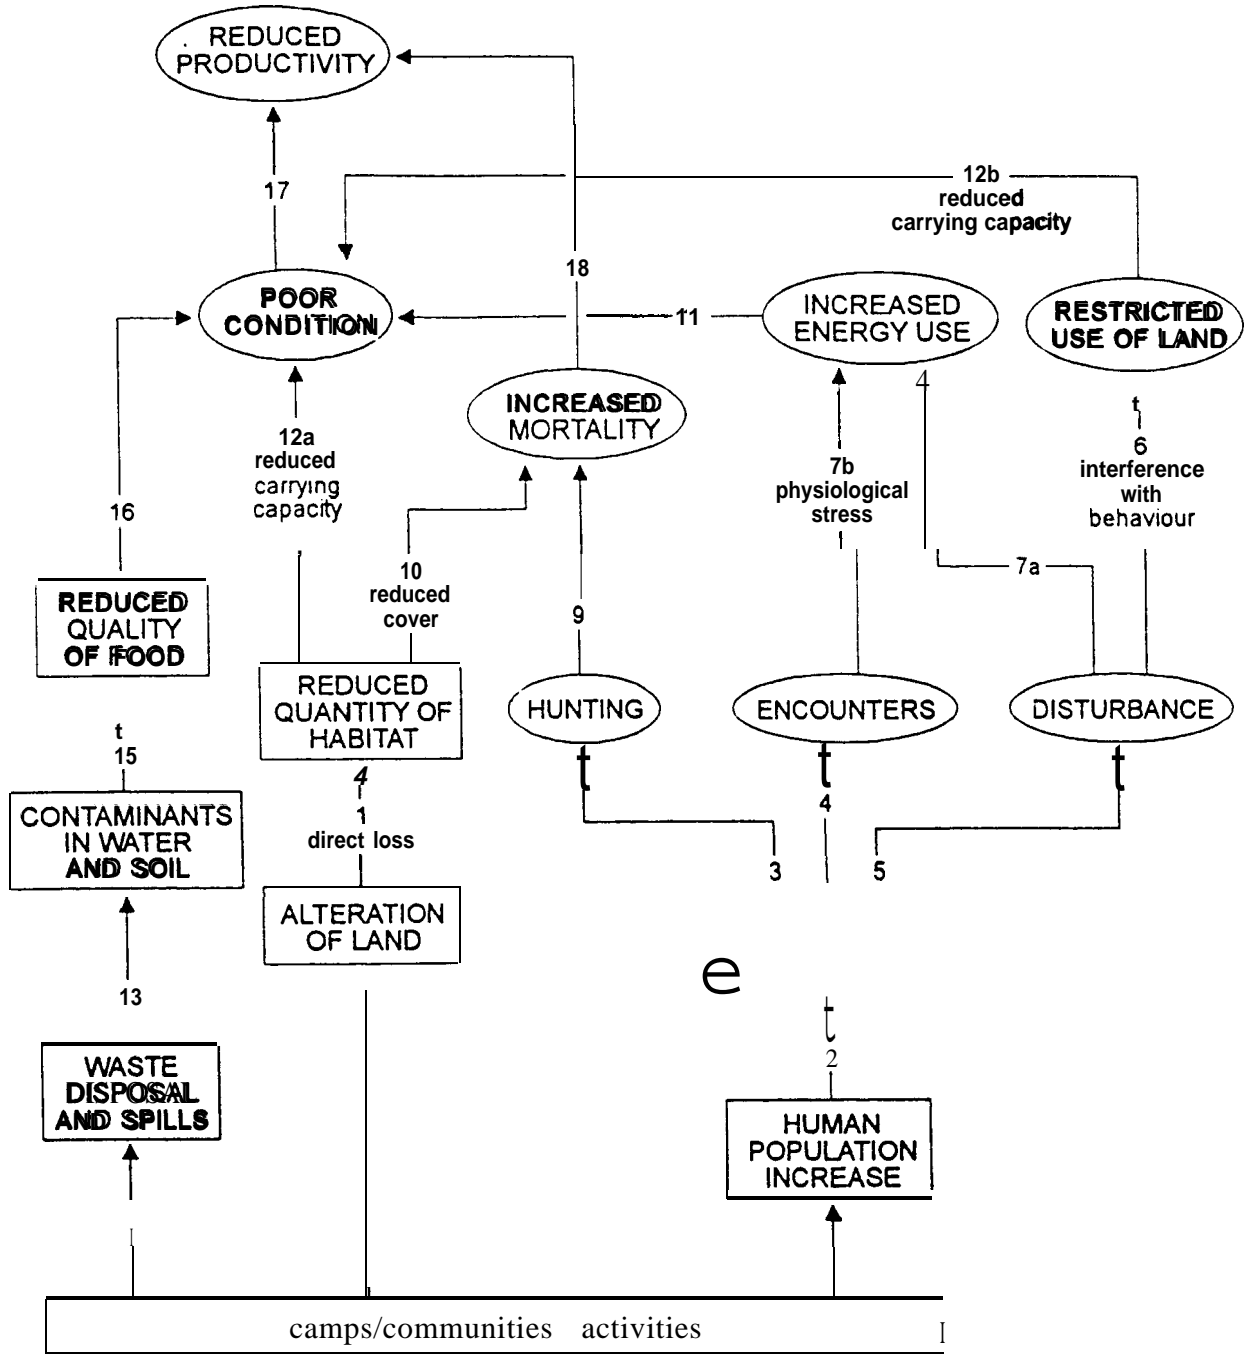 REDUCED
PRODUCTIVITY
17
12b
reduced
carrying capacity
18
POOR
CONDITION
11
INCREASED
ENERGY USE
RESTRICTED
USE OF LAND
4
t
INCREASED
MORTALITY
12a
reduced
carrying
capacity
7b
physiological
stress
6
interference
with
behaviour
16
10
reduced
cover
7a
9
REDUCED
QUALITY
OF FOOD
REDUCED
QUANTITY OF
HABITAT
HUNTING
ENCOUNTERS
DISTURBANCE
t
15
4
t
t
t
4
CONTAMINANTS
IN WATER
AND SOIL
1
direct loss
3
5
ALTERATION
OF LAND
e
13
t
2
WASTE
DISPOSAL
AND SPILLS
HUMAN
POPULATION
INCREASE
I
camps/communities activities
I